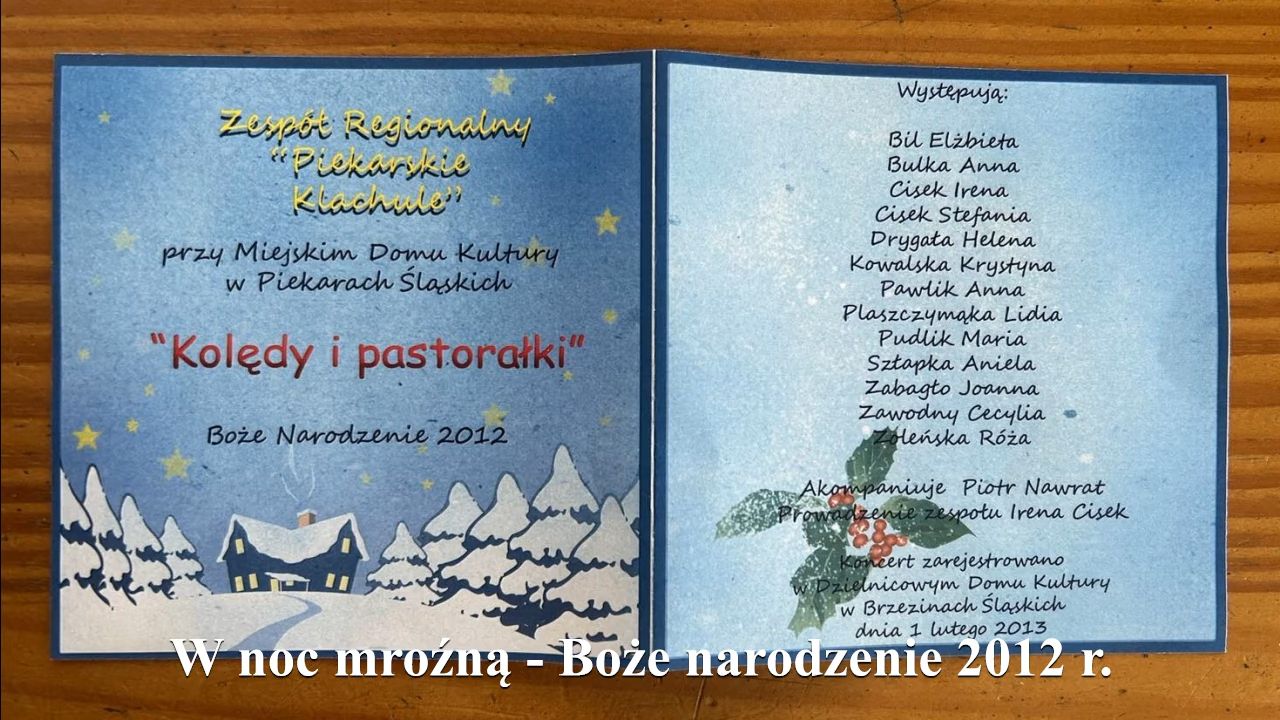 Zespół Regionalny
“Piekarskie
Klachule”
przy Miejskim Domu Kultury
w Piekarach Śląskich
“Kolędy i pastorałki”
Boże Narodzenie 2012
Występują:
Bil Elżbieta
Bulka Anna
Cisek Irena
Cisek Stefania
Drygała Helena
Kowalska Krystyna
Pawlik Anna
Plaszczymąka Lidia
Pudlik Maria
Szłapka Aniela
Zabagło Joanna
Zawodny Cecylia
Zoleńska Róża
Akompaniuje Piotr Nawrat
Prowadzenie zespołu Irena Cisek
Koncert zarejestrowano
w Dzielnicowym Domu Kultury
w Brzezinach Śląskich
dnia 1 lutego 2013
W noc mroźną - Boże narodzenie 2012 r.